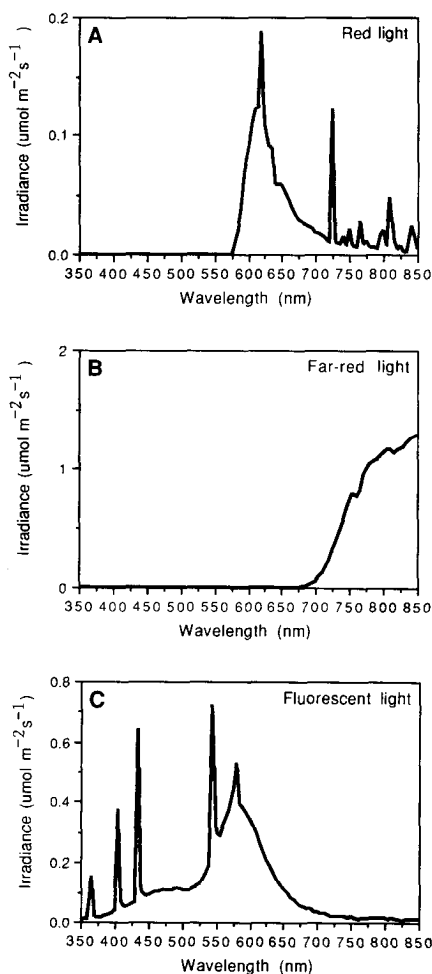 A
Red light
Irradiance (umol m⁻²s⁻¹)
0.2
0.1
0.0
350 400 450 500 550 600 650 700 750 800 850
Wavelength (nm)
B
Far-red light
Irradiance (umol m⁻²s⁻¹)
2
1
0
350 400 450 500 550 600 650 700 750 800 850
Wavelength (nm)
C
Fluorescent light
Irradiance (umol m⁻²s⁻¹)
0.8
0.6
0.4
0.2
0.0
350 400 450 500 550 600 650 700 750 800 850
Wavelength (nm)